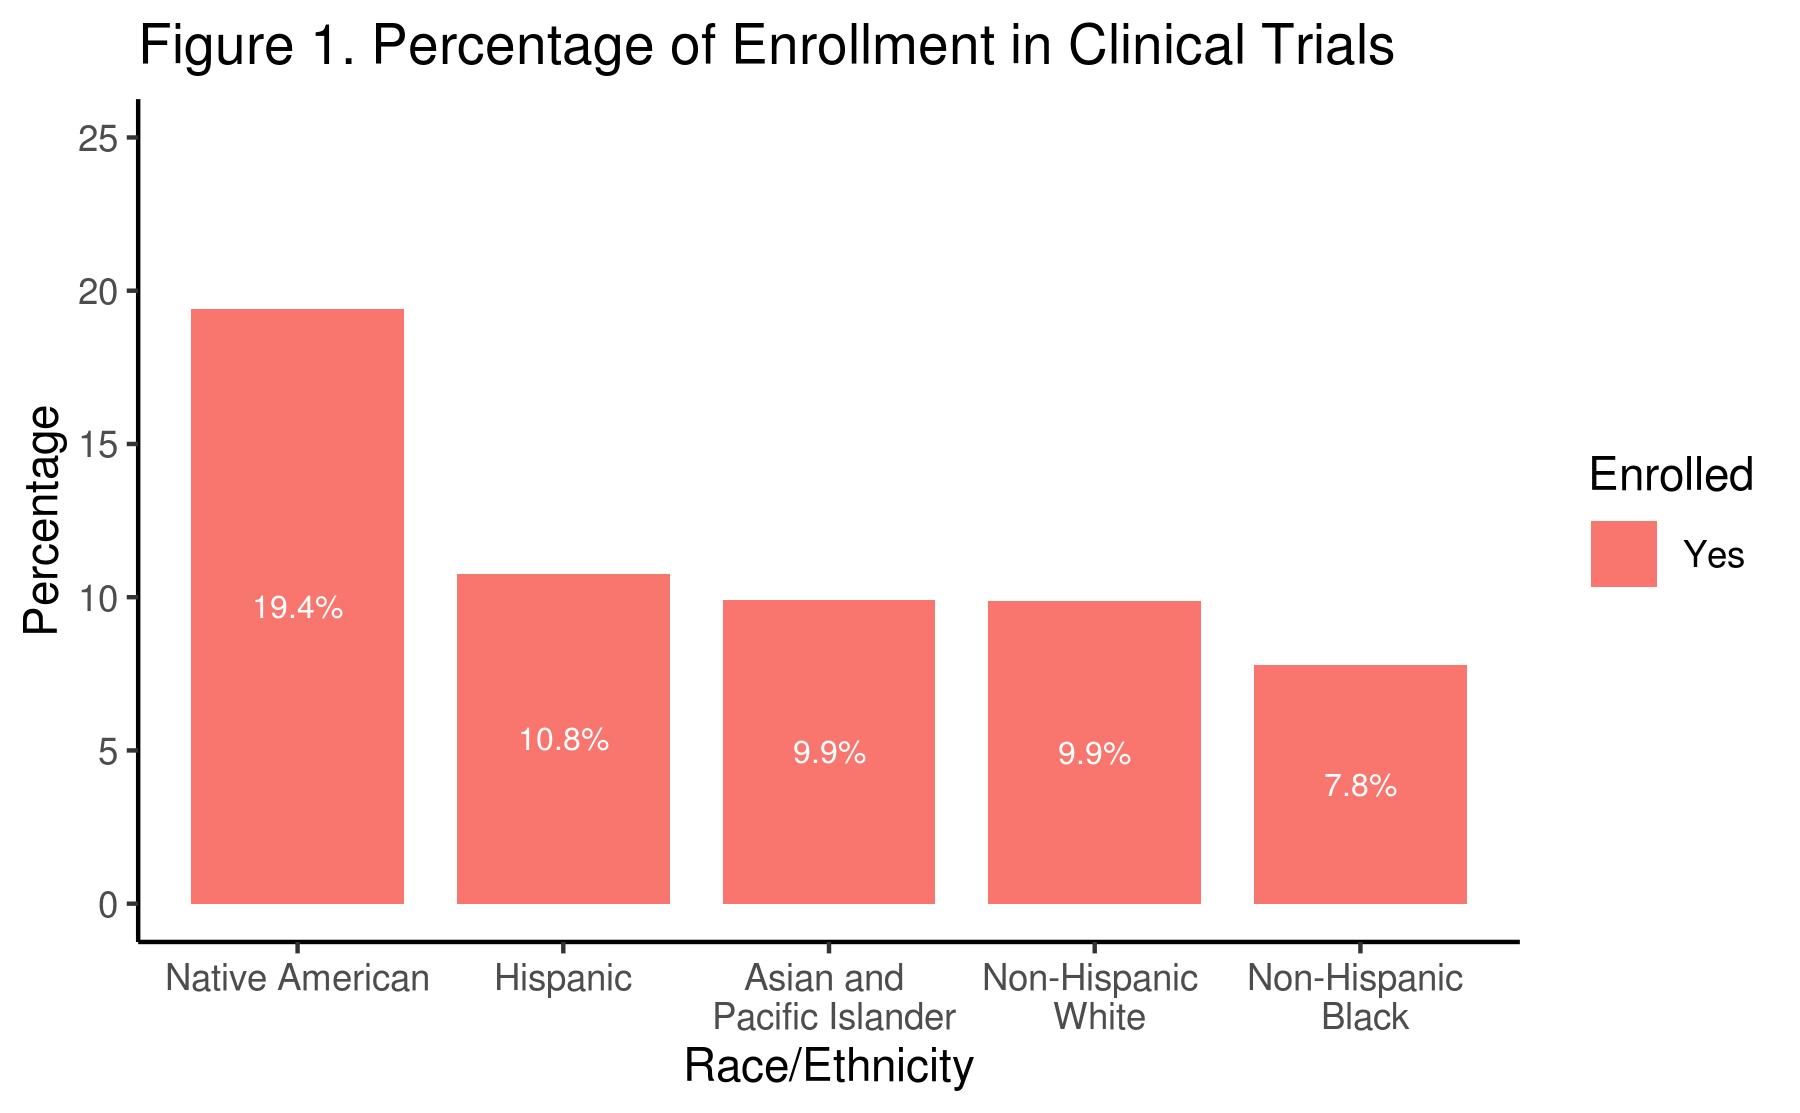 Figure 1. Percentage of Enrollment in Clinical Trials
Percentage
25
20
15
10
5
0
19.4%
10.8%
9.9%
9.9%
7.8%
Native American
Hispanic
Asian and
Pacific Islander
Non-Hispanic
White
Non-Hispanic
Black
Race/Ethnicity
Enrolled
Yes